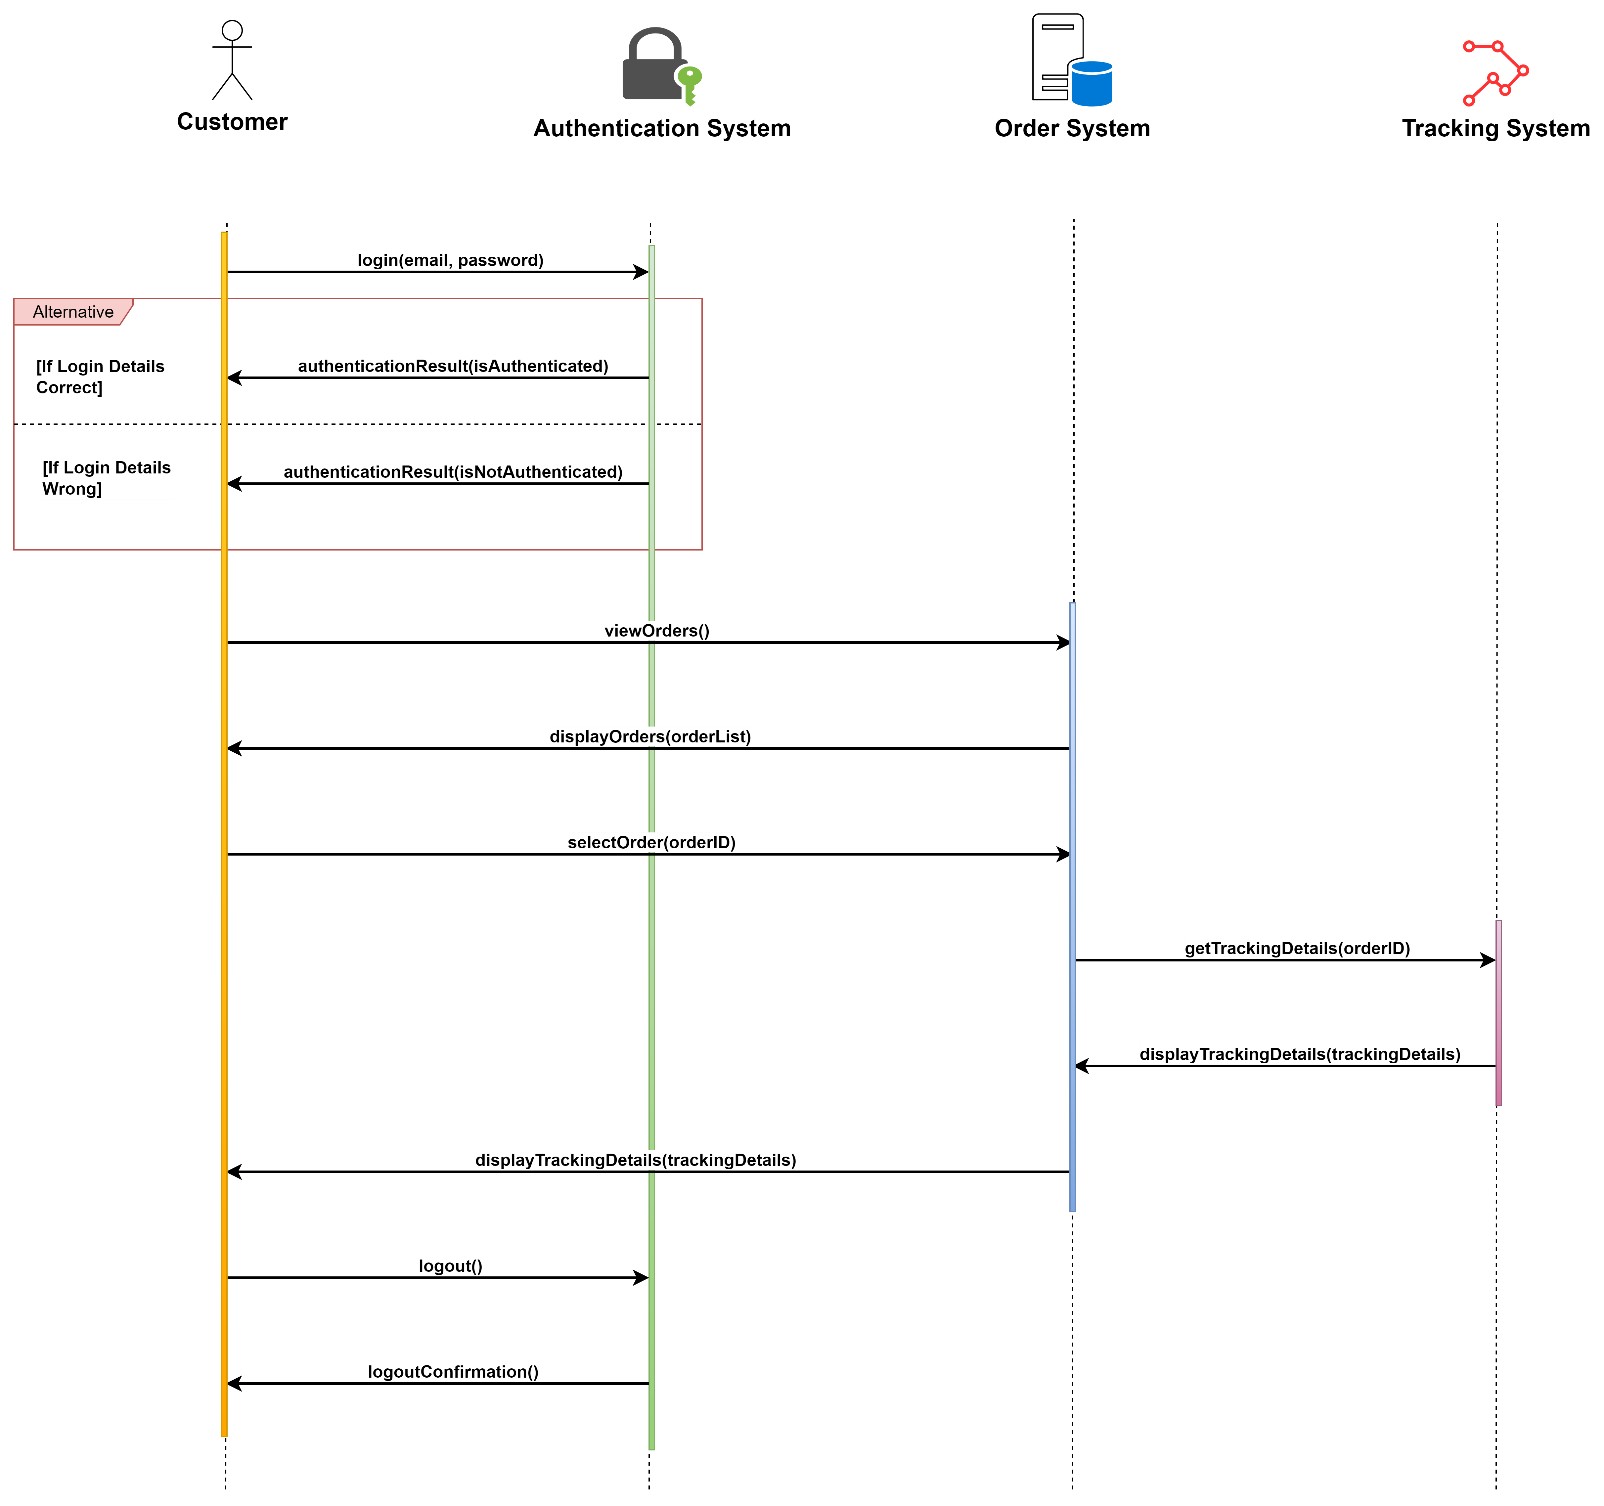 Customer
Authentication System
Order System
Tracking System
login(email, password)
Alternative
[If Login Details
Correct]
authenticationResult(isAuthenticated)
[If Login Details
Wrong]
authenticationResult(isNotAuthenticated)
viewOrders()
displayOrders(orderList)
selectOrder(orderID)
getTrackingDetails(orderID)
displayTrackingDetails(trackingDetails)
displayTrackingDetails(trackingDetails)
logout()
logoutConfirmation()